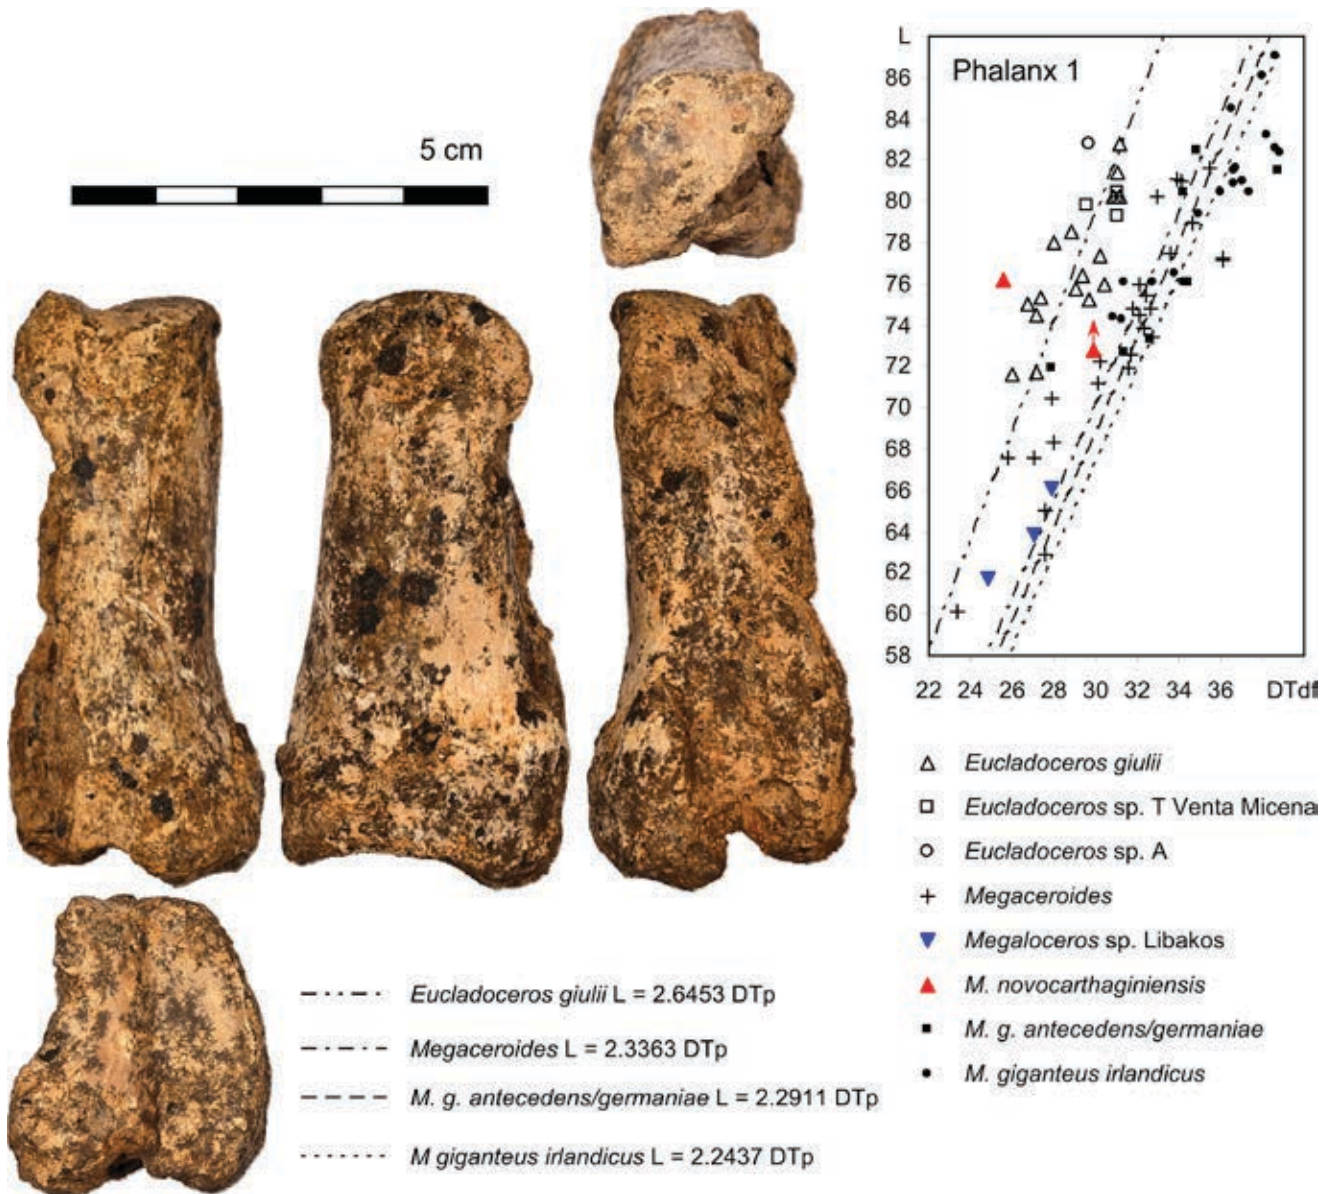 5 cm
L
Phalanx 1
86
84
82
80
78
76
74
72
70
68
66
64
62
60
58
22 24 26 28 30 32 34 36 DTdf
Eucladoceros giulii
Eucladoceros sp. T Venta Micena
Eucladoceros sp. A
Megaceroides
Megaloceros sp. Libakos
M. novocarthaginiensis
M. g. antecedens/germaniae
M. giganteus irlandicus
Eucladoceros giulii L = 2.6453 DTp
Megaceroides L = 2.3363 DTp
M. g. antecedens/germaniae L = 2.2911 DTp
M giganteus irlandicus L = 2.2437 DTp